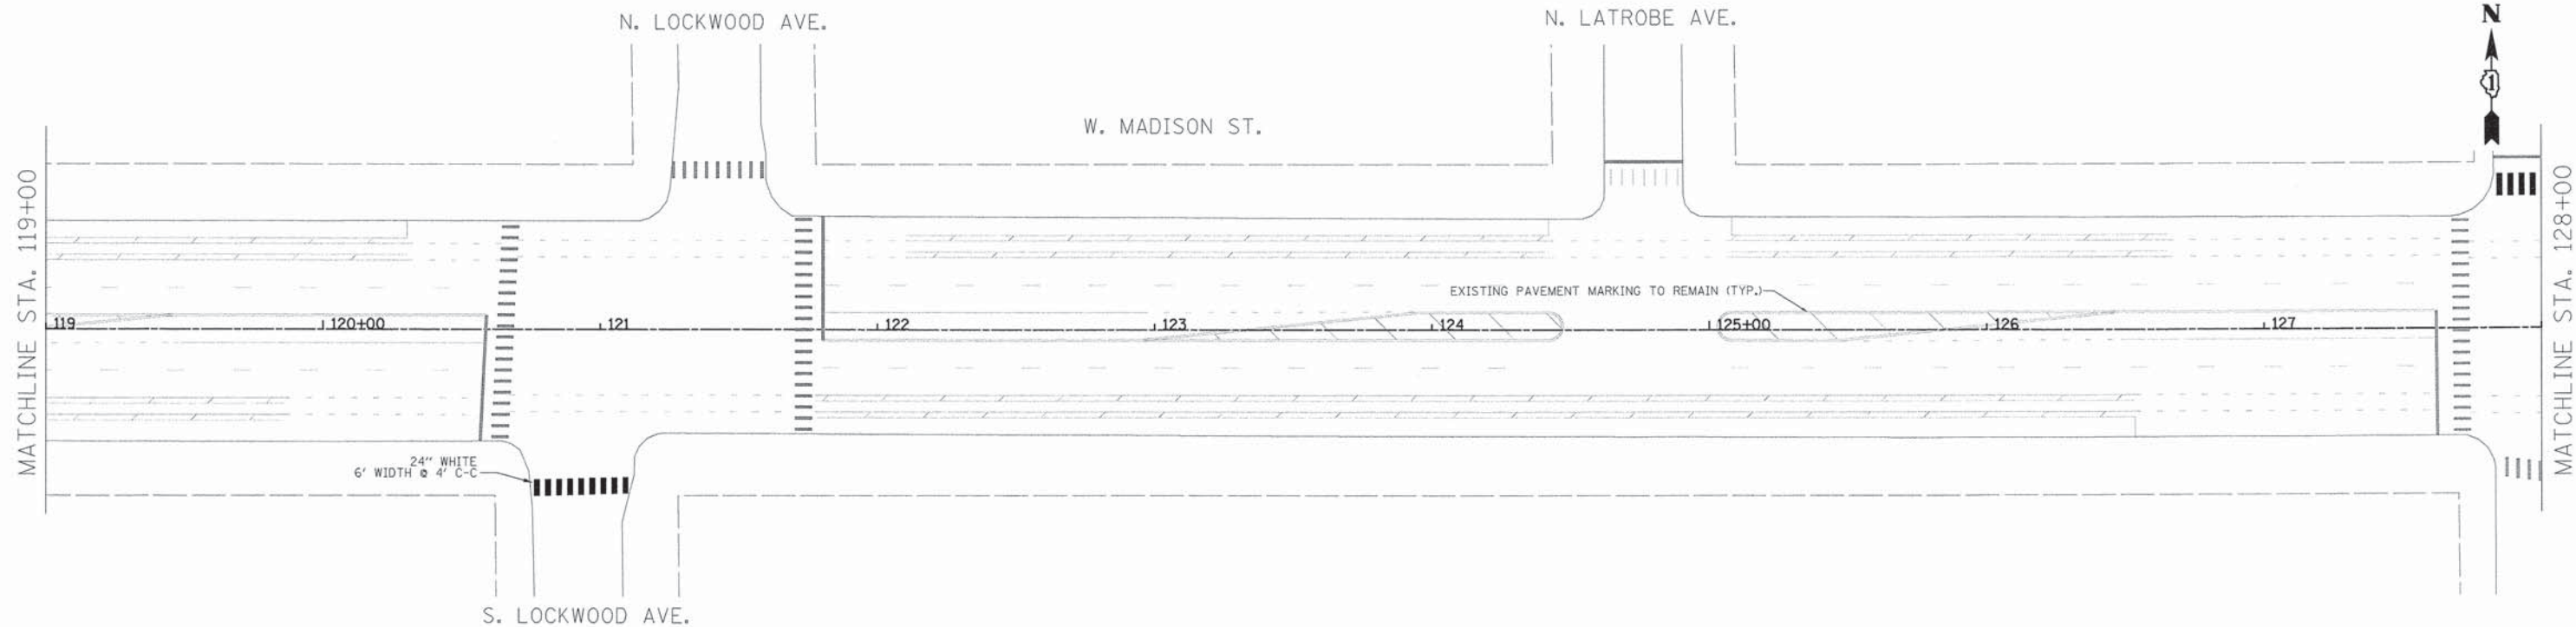 N. LOCKWOOD AVE.
N. LATROBE AVE.
N
1
W. MADISON ST.
MATCHLINE STA. 119+00
MATCHLINE STA. 128+00
EXISTING PAVEMENT MARKING TO REMAIN (TYP.)
119
120+00
121
122
123
124
125+00
126
127
24" WHITE
6' WIDTH @ 4' C-C
S. LOCKWOOD AVE.